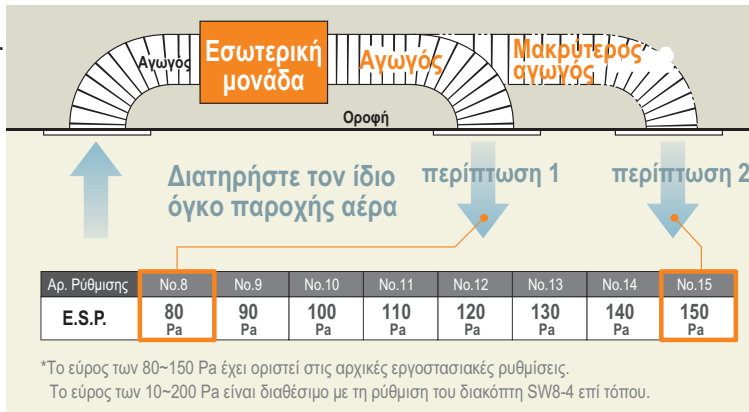 Αγωγός
Εσωτερική
μονάδα
Αγωγός
Μακρύτερος
αγωγός
Οροφή
Διατηρήστε τον ίδιο
όγκο παροχής αέρα
περίπτωση 1
περίπτωση 2
Αρ. Ρύθμισης No.8 No.9 No.10 No.11 No.12 No.13 No.14 No.15
E.S.P. 80 Pa 90 Pa 100 Pa 110 Pa 120 Pa 130 Pa 140 Pa 150 Pa
*Το εύρος των 80~150 Pa έχει οριστεί στις αρχικές εργοστασιακές ρυθμίσεις.
Το εύρος των 10~200 Pa είναι διαθέσιμο με τη ρύθμιση του διακόπτη SW8-4 επί τόπου.